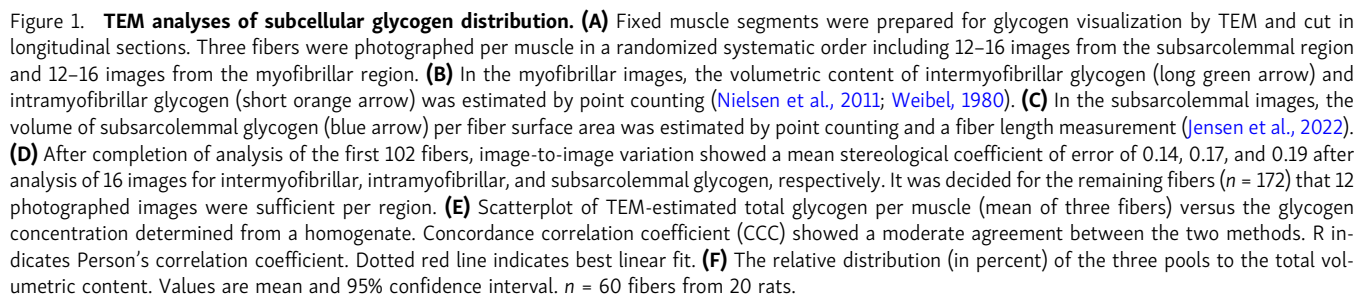 Figure 1. TEM analyses of subcellular glycogen distribution. (A) Fixed muscle segments were prepared for glycogen visualization by TEM and cut in
longitudinal sections. Three fibers were photographed per muscle in a randomized systematic order including 12–16 images from the subsarcolemmal region
and 12–16 images from the myofibrillar region. (B) In the myofibrillar images, the volumetric content of intermyofibrillar glycogen (long green arrow) and
intramyofibrillar glycogen (short orange arrow) was estimated by point counting (Nielsen et al., 2011; Weibel, 1980). (C) In the subsarcolemmal images, the
volume of subsarcolemmal glycogen (blue arrow) per fiber surface area was estimated by point counting and a fiber length measurement (Jensen et al., 2022).
(D) After completion of analysis of the first 102 fibers, image-to-image variation showed a mean stereological coefficient of error of 0.14, 0.17, and 0.19 after
analysis of 16 images for intermyofibrillar, intramyofibrillar, and subsarcolemmal glycogen, respectively. It was decided for the remaining fibers (n = 172) that 12
photographed images were sufficient per region. (E) Scatterplot of TEM-estimated total glycogen per muscle (mean of three fibers) versus the glycogen
concentration determined from a homogenate. Concordance correlation coefficient (CCC) showed a moderate agreement between the two methods. R in-
dicates Person's correlation coefficient. Dotted red line indicates best linear fit. (F) The relative distribution (in percent) of the three pools to the total vol-
umetric content. Values are mean and 95% confidence interval. n = 60 fibers from 20 rats.